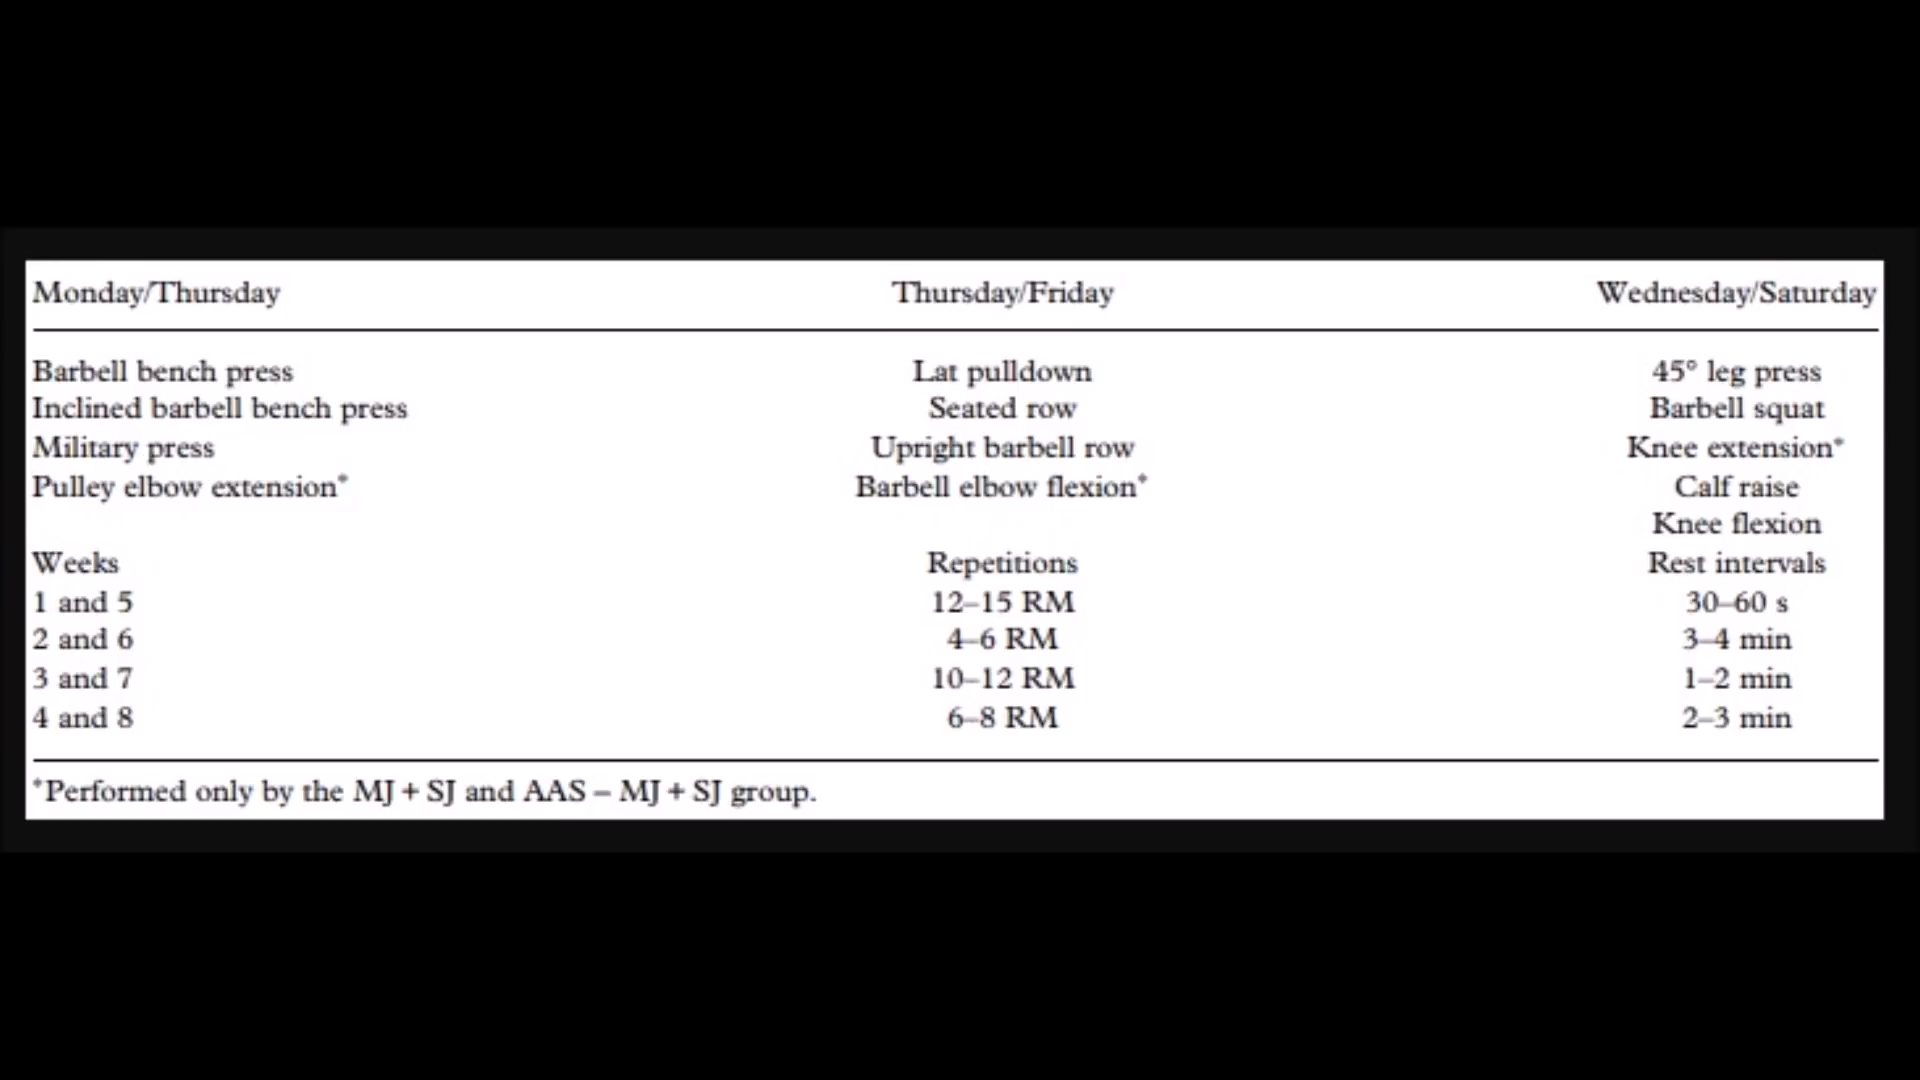 Monday/Thursday Thursday/Friday Wednesday/Saturday
Barbell bench press Lat pulldown 45° leg press
Inclined barbell bench press Seated row Barbell squat
Military press Upright barbell row Knee extension*
Pulley elbow extension* Barbell elbow flexion* Calf raise
Knee flexion
Weeks Repetitions Rest intervals
1 and 5 12–15 RM 30–60 s
2 and 6 4–6 RM 3–4 min
3 and 7 10–12 RM 1–2 min
4 and 8 6–8 RM 2–3 min
*Performed only by the MJ + SJ and AAS – MJ + SJ group.